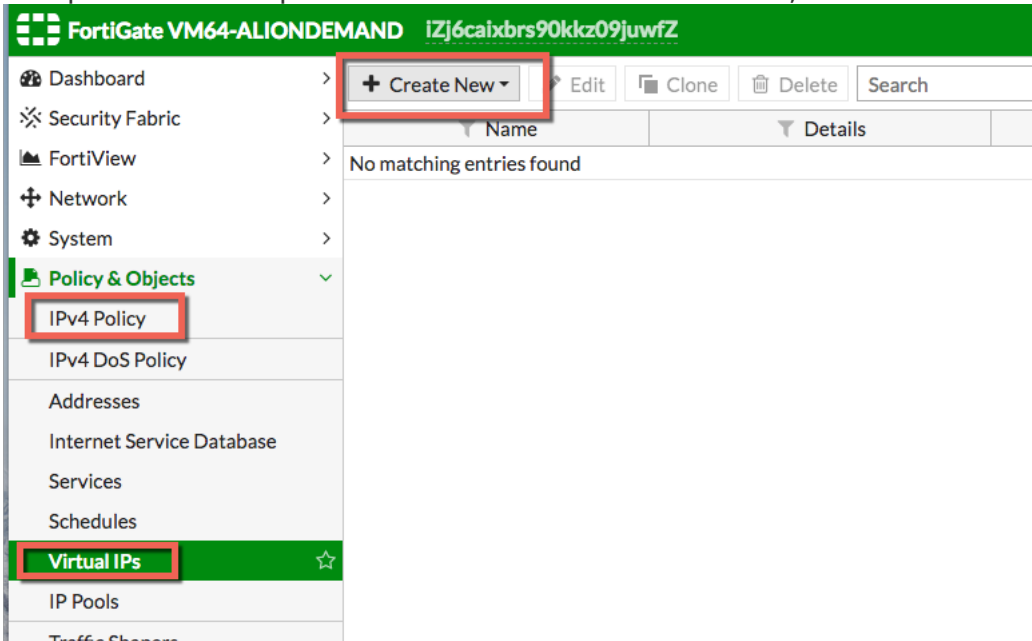 FortiGate VM64-ALIONDEMAND iZj6caixbrs90kkz09juwfZ
Dashboard
Security Fabric
FortiView
Network
System
Policy & Objects
IPv4 Policy
IPv4 DoS Policy
Addresses
Internet Service Database
Services
Schedules
Virtual IPs
IP Pools
Traffic Shapers
+ Create New Edit Clone Delete Search
Name Details
No matching entries found